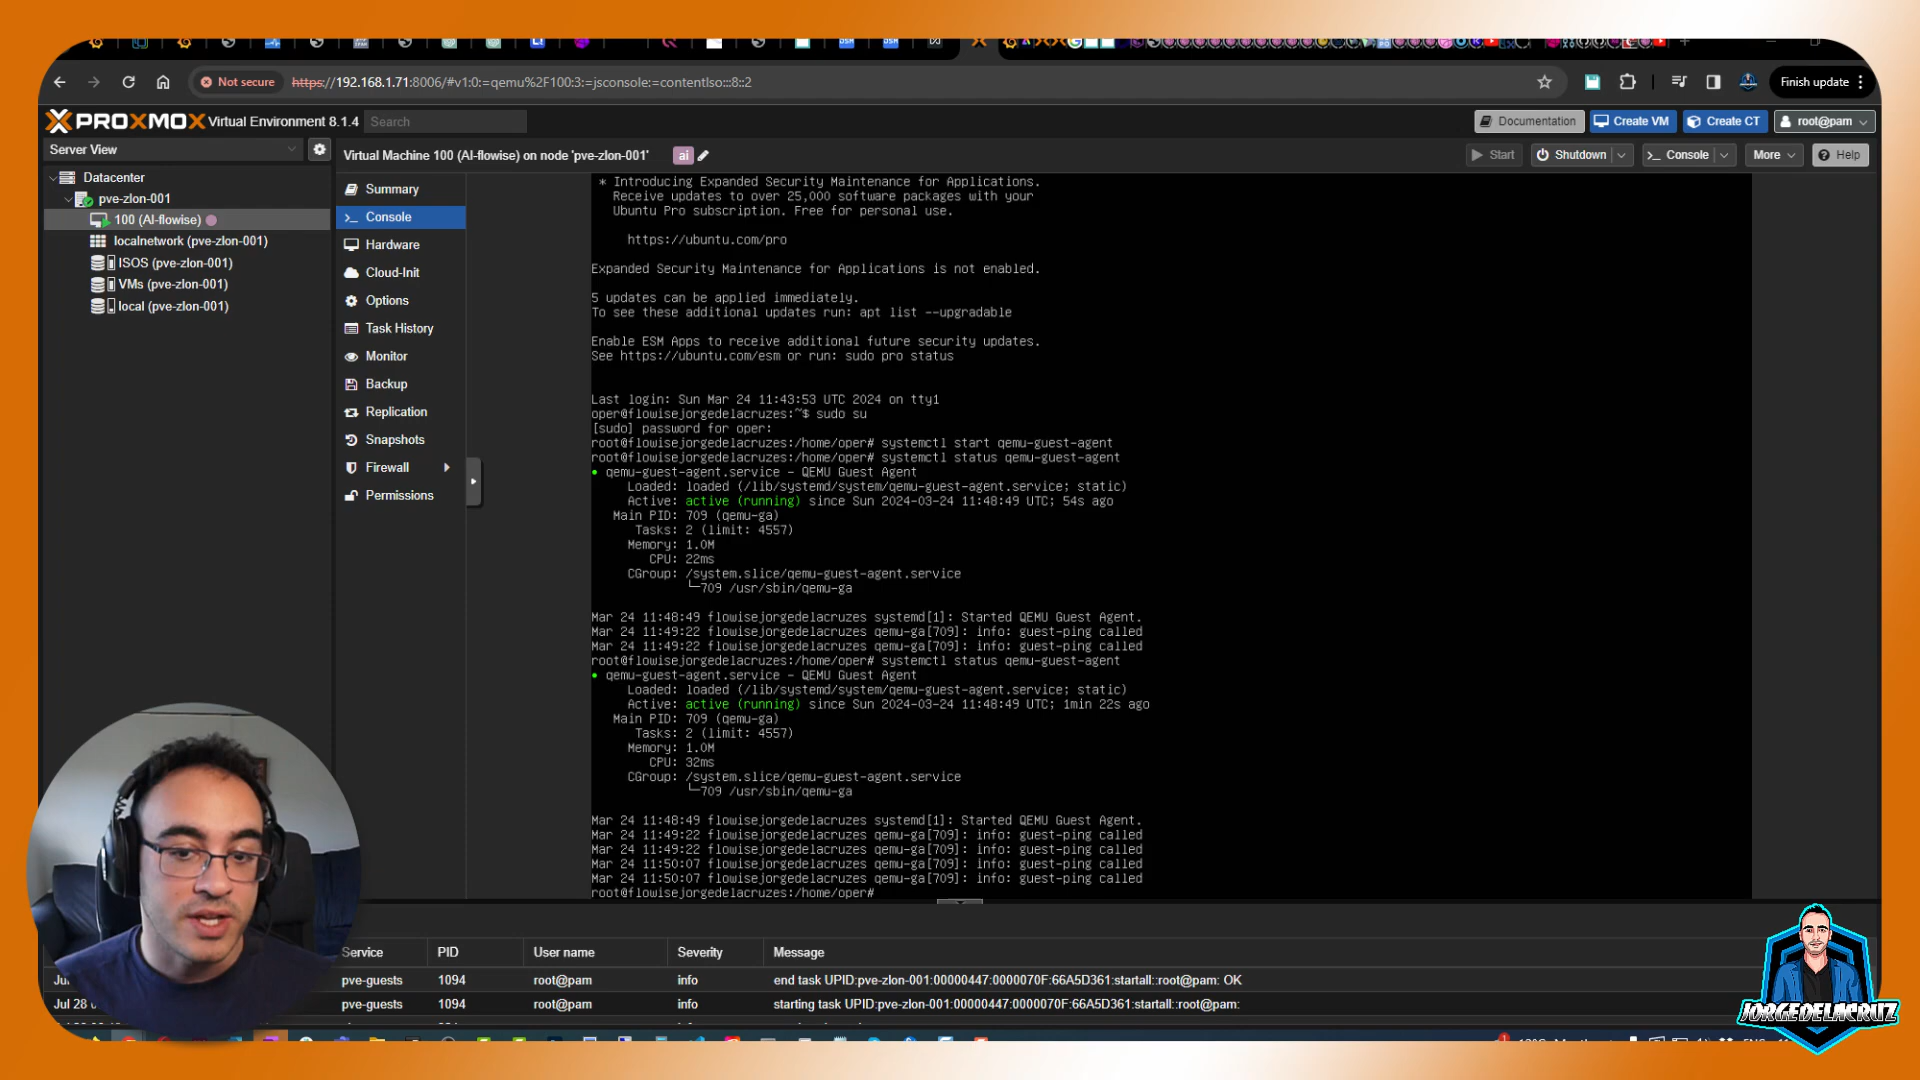 Not secure
https://192.168.1.71:8006/#v1:0:=qemu%2F100:3:=jsconsole:=contentIso:::8::2
Finish update
PROXMOX Virtual Environment 8.1.4
Search
Documentation
Create VM
Create CT
root@pam
Server View
Virtual Machine 100 (AI-flowise) on node 'pve-zlon-001'
ai
Start
Shutdown
Console
More
Help
Datacenter
pve-zlon-001
100 (AI-flowise)
localnetwork (pve-zlon-001)
ISOS (pve-zlon-001)
VMs (pve-zlon-001)
local (pve-zlon-001)
Summary
Console
Hardware
Cloud-Init
Options
Task History
Monitor
Backup
Replication
Snapshots
Firewall
Permissions
* Introducing Expanded Security Maintenance for Applications.
Receive updates to over 25,000 software packages with your
Ubuntu Pro subscription. Free for personal use.
https://ubuntu.com/pro
Expanded Security Maintenance for Applications is not enabled.
5 updates can be applied immediately.
To see these additional updates run: apt list --upgradable
Enable ESM Apps to receive additional future security updates.
See https://ubuntu.com/esm or run: sudo pro status
Last login: Sun Mar 24 11:43:53 UTC 2024 on tty1
oper@flowisejorgedelacruzes:~$ sudo su
[sudo] password for oper:
root@flowisejorgedelacruzes:/home/oper# systemctl start qemu-guest-agent
root@flowisejorgedelacruzes:/home/oper# systemctl status qemu-guest-agent
● qemu-guest-agent.service - QEMU Guest Agent
Loaded: loaded (/lib/systemd/system/qemu-guest-agent.service; static)
Active: active (running) since Sun 2024-03-24 11:48:49 UTC; 54s ago
Main PID: 709 (qemu-ga)
Tasks: 2 (limit: 4557)
Memory: 1.0M
CPU: 22ms
CGroup: /system.slice/qemu-guest-agent.service
└─709 /usr/sbin/qemu-ga
Mar 24 11:48:49 flowisejorgedelacruzes systemd[1]: Started QEMU Guest Agent.
Mar 24 11:49:22 flowisejorgedelacruzes qemu-ga[709]: info: guest-ping called
Mar 24 11:49:22 flowisejorgedelacruzes qemu-ga[709]: info: guest-ping called
root@flowisejorgedelacruzes:/home/oper# systemctl status qemu-guest-agent
● qemu-guest-agent.service - QEMU Guest Agent
Loaded: loaded (/lib/systemd/system/qemu-guest-agent.service; static)
Active: active (running) since Sun 2024-03-24 11:48:49 UTC; 1min 22s ago
Main PID: 709 (qemu-ga)
Tasks: 2 (limit: 4557)
Memory: 1.0M
CPU: 32ms
CGroup: /system.slice/qemu-guest-agent.service
└─709 /usr/sbin/qemu-ga
Mar 24 11:48:49 flowisejorgedelacruzes systemd[1]: Started QEMU Guest Agent.
Mar 24 11:49:22 flowisejorgedelacruzes qemu-ga[709]: info: guest-ping called
Mar 24 11:49:22 flowisejorgedelacruzes qemu-ga[709]: info: guest-ping called
Mar 24 11:50:07 flowisejorgedelacruzes qemu-ga[709]: info: guest-ping called
Mar 24 11:50:07 flowisejorgedelacruzes qemu-ga[709]: info: guest-ping called
root@flowisejorgedelacruzes:/home/oper#
Service PID User name Severity Message
pve-guests 1094 root@pam info end task UPID:pve-zlon-001:00000447:0000070F:66A5D361:startall::root@pam: OK
Jul 28 pve-guests 1094 root@pam info starting task UPID:pve-zlon-001:00000447:0000070F:66A5D361:startall::root@pam:
JORGEDELACRUZ